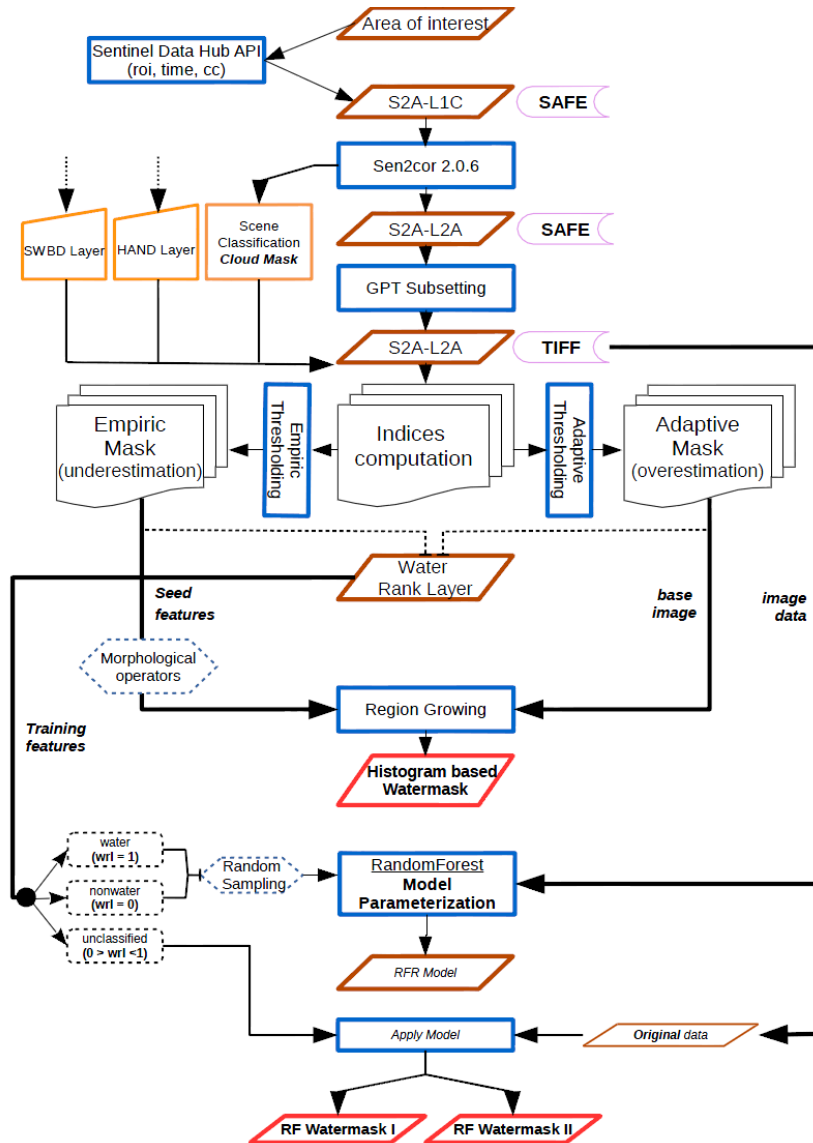 Area of interest
Sentinel Data Hub API
(roi, time, cc)
S2A-L1C
SAFE
Sen2cor 2.0.6
SWBD Layer
HAND Layer
Scene
Classification
Cloud Mask
S2A-L2A
SAFE
GPT Subsetting
S2A-L2A
TIFF
Empiric
Mask
(underestimation)
Empiric
Thresholding
Indices
computation
Adaptive
Thresholding
Adaptive
Mask
(overestimation)
Water
Rank Layer
Seed
features
base
image
image
data
Morphological
operators
Region Growing
Training
features
Histogram based
Watermask
water
(wrl = 1)
nonwater
(wrl = 0)
unclassified
(0 > wrl <1)
Random
Sampling
RandomForest
Model
Parameterization
RFR Model
Apply Model
Original data
RF Watermask I
RF Watermask II